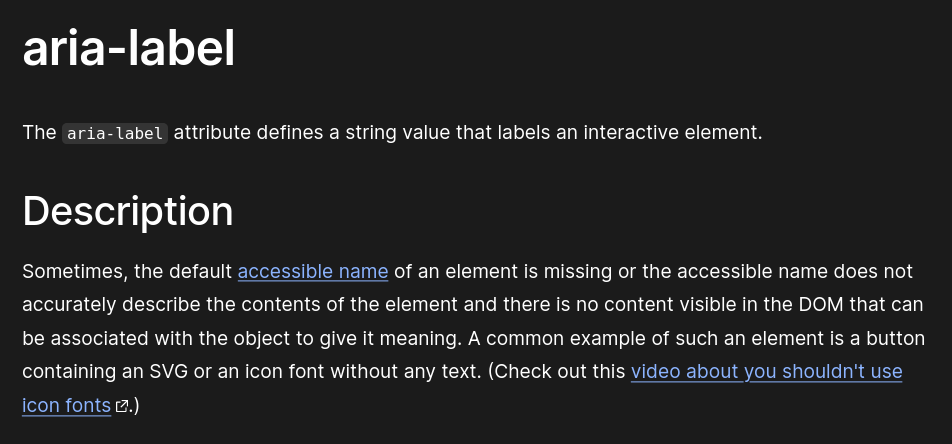 aria-label
The aria-label attribute defines a string value that labels an interactive element.
Description
Sometimes, the default accessible name of an element is missing or the accessible name does not
accurately describe the contents of the element and there is no content visible in the DOM that can
be associated with the object to give it meaning. A common example of such an element is a button
containing an SVG or an icon font without any text. (Check out this video about you shouldn't use
icon fonts.)